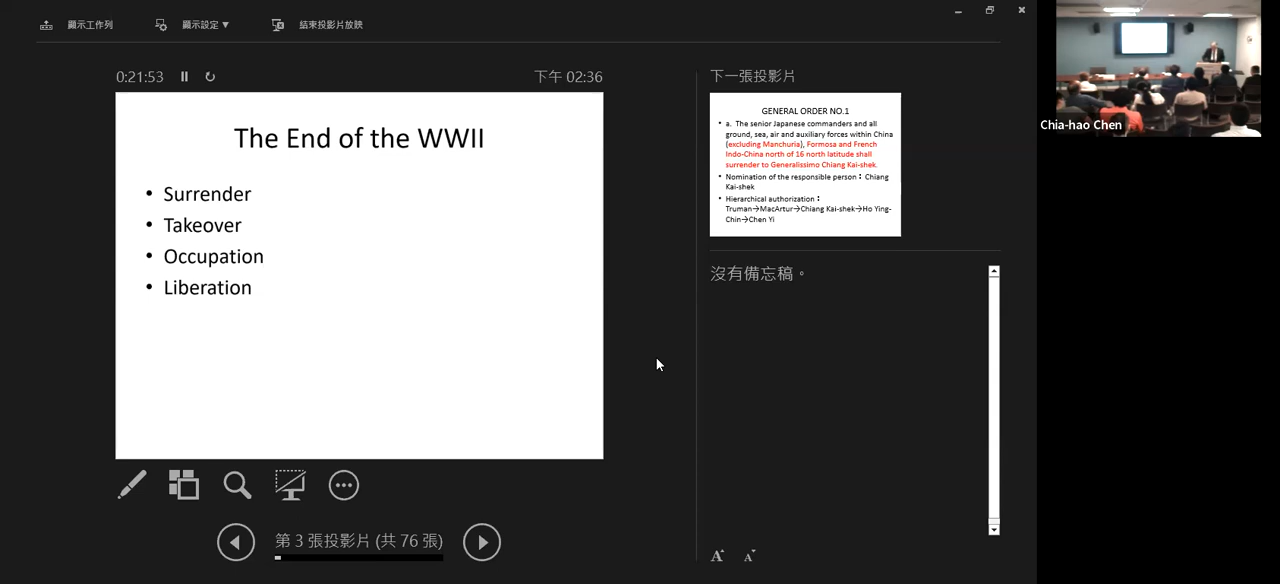 顯示工作列
顯示設定 ▼
結束投影片放映
0:21:53
下午 02:36
The End of the WWII
• Surrender
• Takeover
• Occupation
• Liberation
第 3 張投影片 (共 76 張)
下一張投影片
GENERAL ORDER NO.1
• a. The senior Japanese commanders and all
ground, sea, air and auxiliary forces within China
(excluding Manchuria), Formosa and French
Indo-China north of 16 north latitude shall
surrender to Generalissimo Chiang Kai-shek.
• Nomination of the responsible person：Chiang
Kai-shek
• Hierarchical authorization：
Truman→MacArtur→Chiang Kai-shek→Ho Ying-
Chin→Chen Yi
沒有備忘稿。
A A
Chia-hao Chen